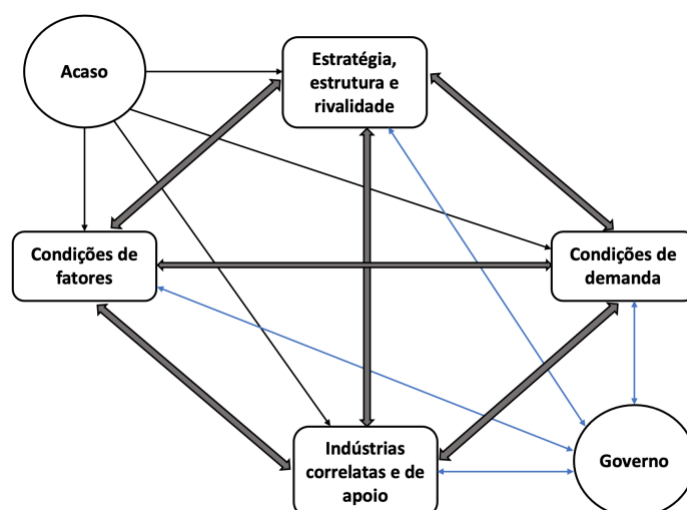 Acaso
Estratégia,
estrutura e
rivalidade
Condições de
fatores
Condições de
demanda
Indústrias
correlatas e de
apoio
Governo